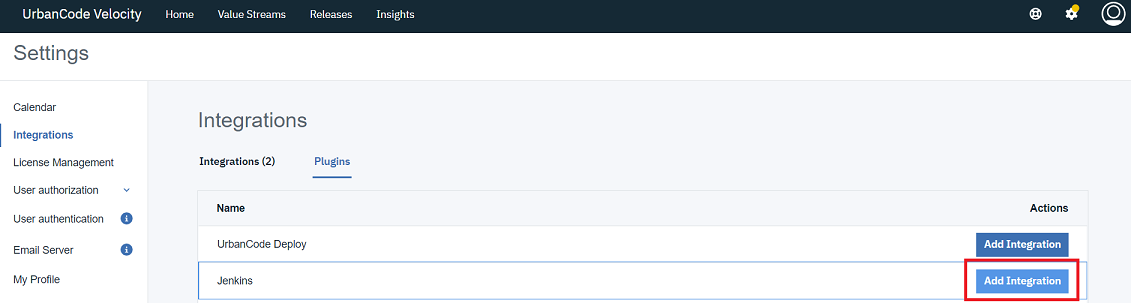 UrbanCode Velocity Home Value Streams Releases Insights
Settings
Calendar
Integrations
License Management
User authorization
User authentication
Email Server
My Profile
Integrations
Integrations (2) Plugins
Name Actions
UrbanCode Deploy Add Integration
Jenkins Add Integration